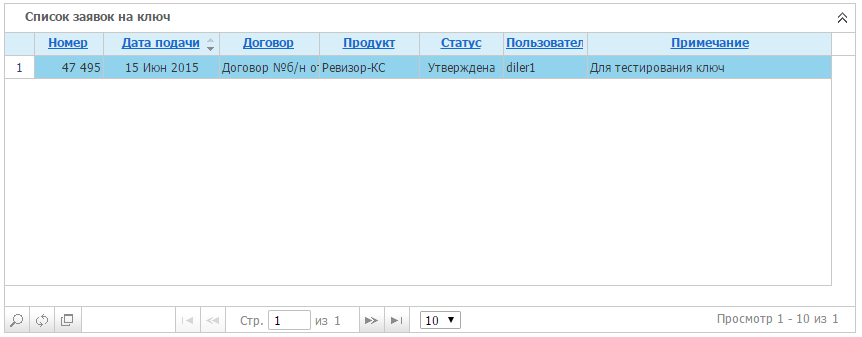 Список заявок на ключ
Номер Дата подачи Договор Продукт Статус Пользовател Примечание
1 47 495 15 Июн 2015 Договор №б/н от Ревизор-КС Утверждена diler1 Для тестирования ключ
Стр. 1 из 1 10 Просмотр 1 - 10 из 1